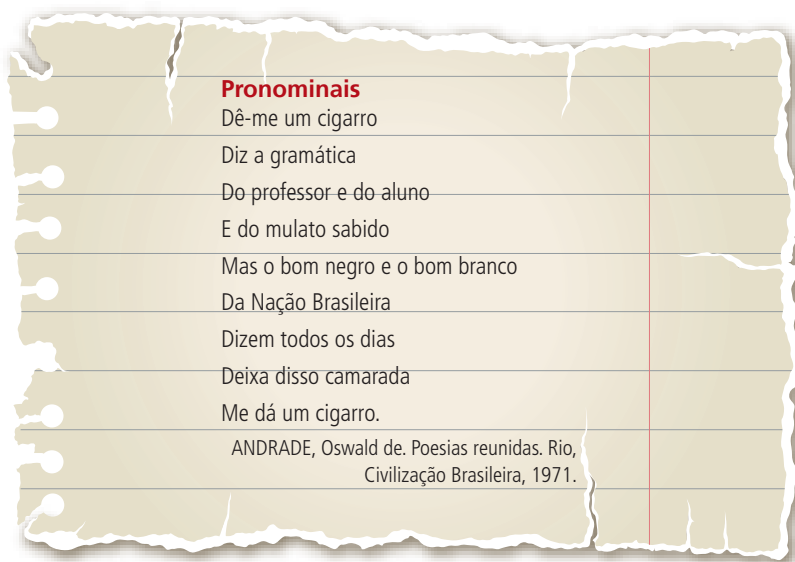 Pronominais
Dê-me um cigarro
Diz a gramática
Do professor e do aluno
E do mulato sabido
Mas o bom negro e o bom branco
Da Nação Brasileira
Dizem todos os dias
Deixa disso camarada
Me dá um cigarro.
ANDRADE, Oswald de. Poesias reunidas. Rio,
Civilização Brasileira, 1971.